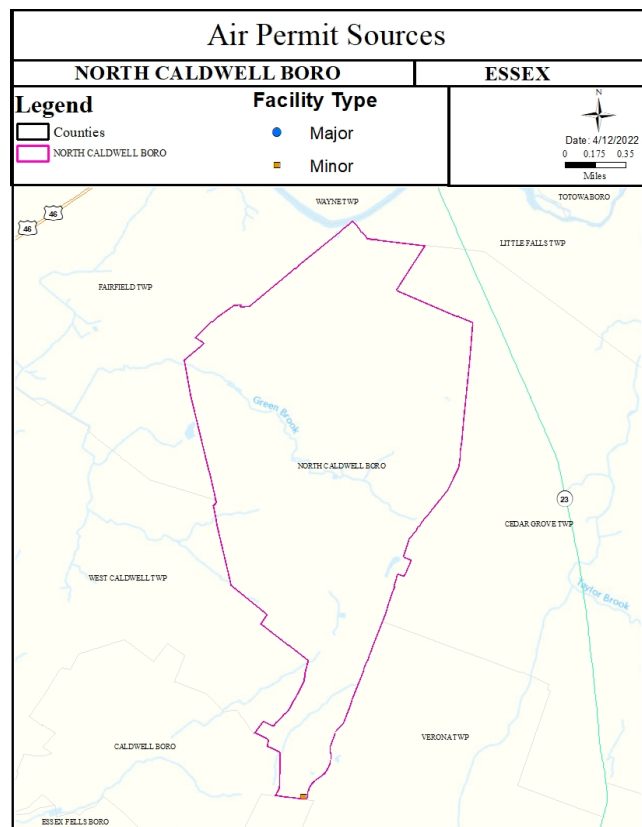 Air Permit Sources
NORTH CALDWELL BORO
ESSEX
Legend
Counties
NORTH CALDWELL BORO
Facility Type
Major
Minor
N
Date: 4/12/2022
0 0.175 0.35
Miles
WAYNE TWP
TOTOWA BORO
46
46
LITTLE FALLS TWP
FAIRFIELD TWP
Green Brook
NORTH CALDWELL BORO
23
CEDAR GROVE TWP
WEST CALDWELL TWP
Taylor Brook
VERONA TWP
CALDWELL BORO
ESSEX FELLS BORO